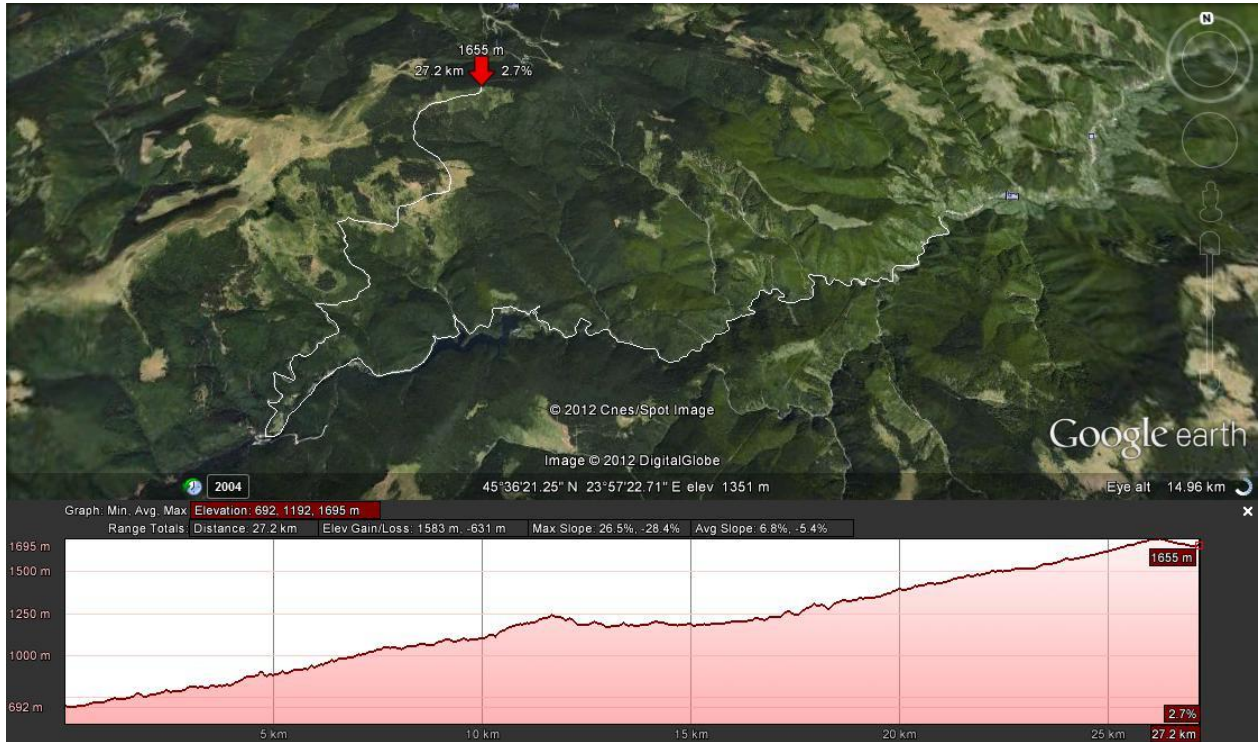 N
1655 m
27.2 km 2.7%
© 2012 Cnes/Spot Image
Google earth
Image © 2012 DigitalGlobe
2004 45°36'21.25" N 23°57'22.71" E elev 1351 m Eye alt 14.96 km
Graph: Min, Avg, Max Elevation: 692, 1192, 1695 m
Range Totals: Distance: 27.2 km Elev Gain/Loss: 1583 m, -631 m Max Slope: 26.5%, -28.4% Avg Slope: 6.8%, -5.4%
1695 m
1655 m
1500 m
1250 m
1000 m
692 m
2.7%
5 km 10 km 15 km 20 km 25 km 27.2 km